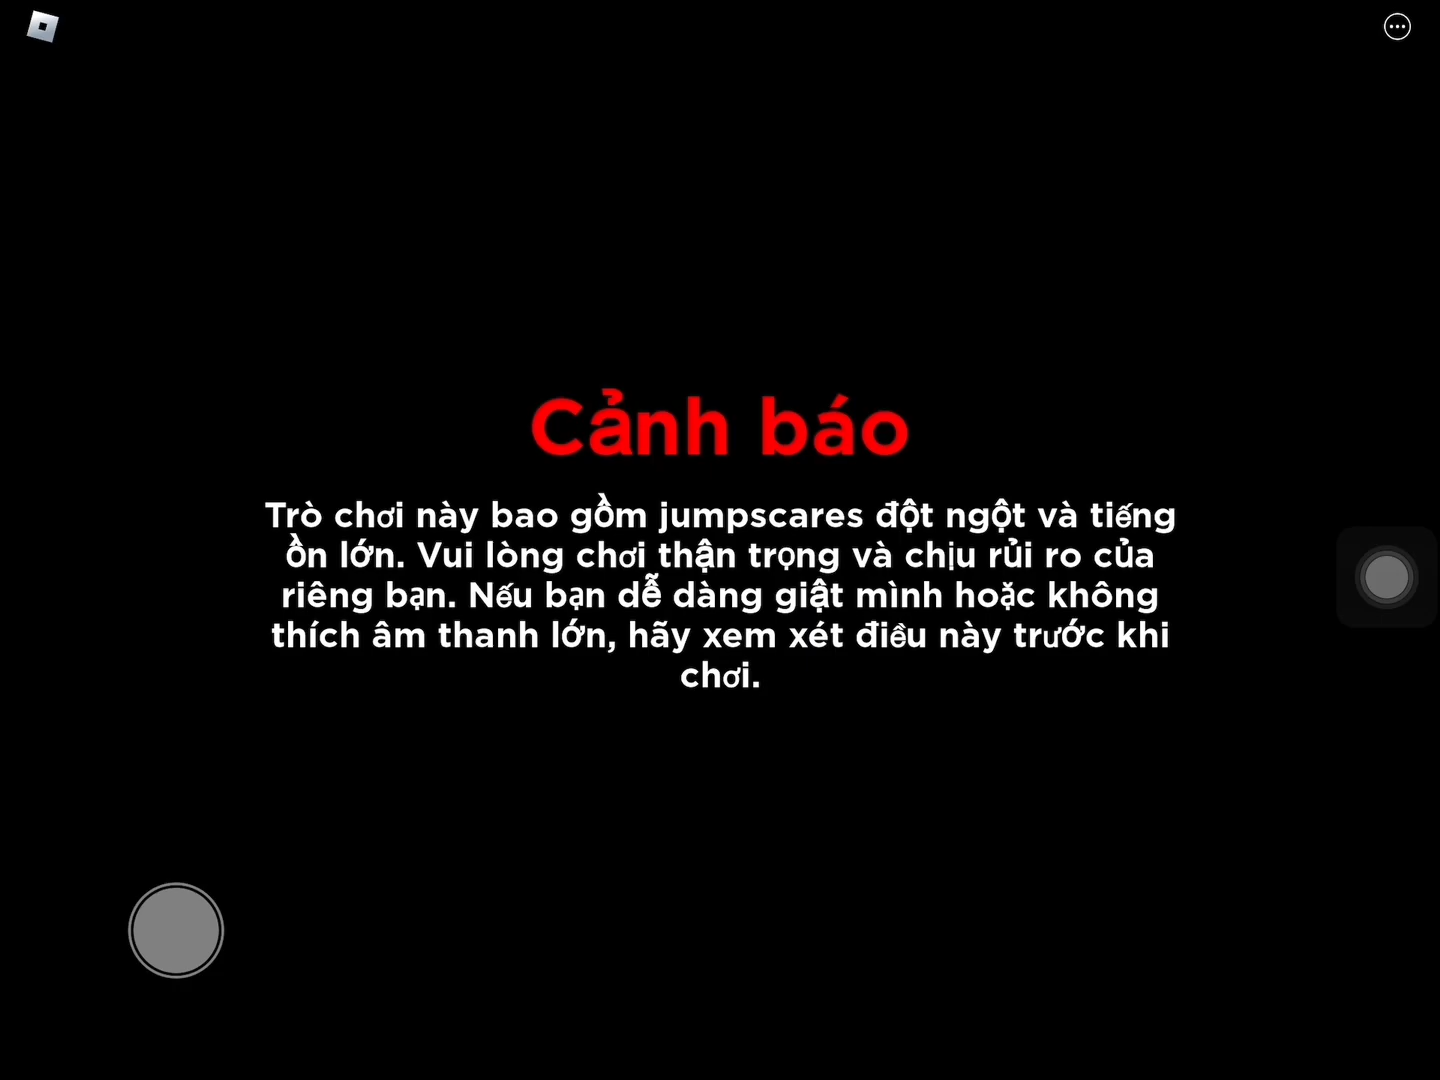 Cảnh báo
Trò chơi này bao gồm jumpscares đột ngột và tiếng
ồn lớn. Vui lòng chơi thận trọng và chịu rủi ro của
riêng bạn. Nếu bạn dễ dàng giật mình hoặc không
thích âm thanh lớn, hãy xem xét điều này trước khi
chơi.